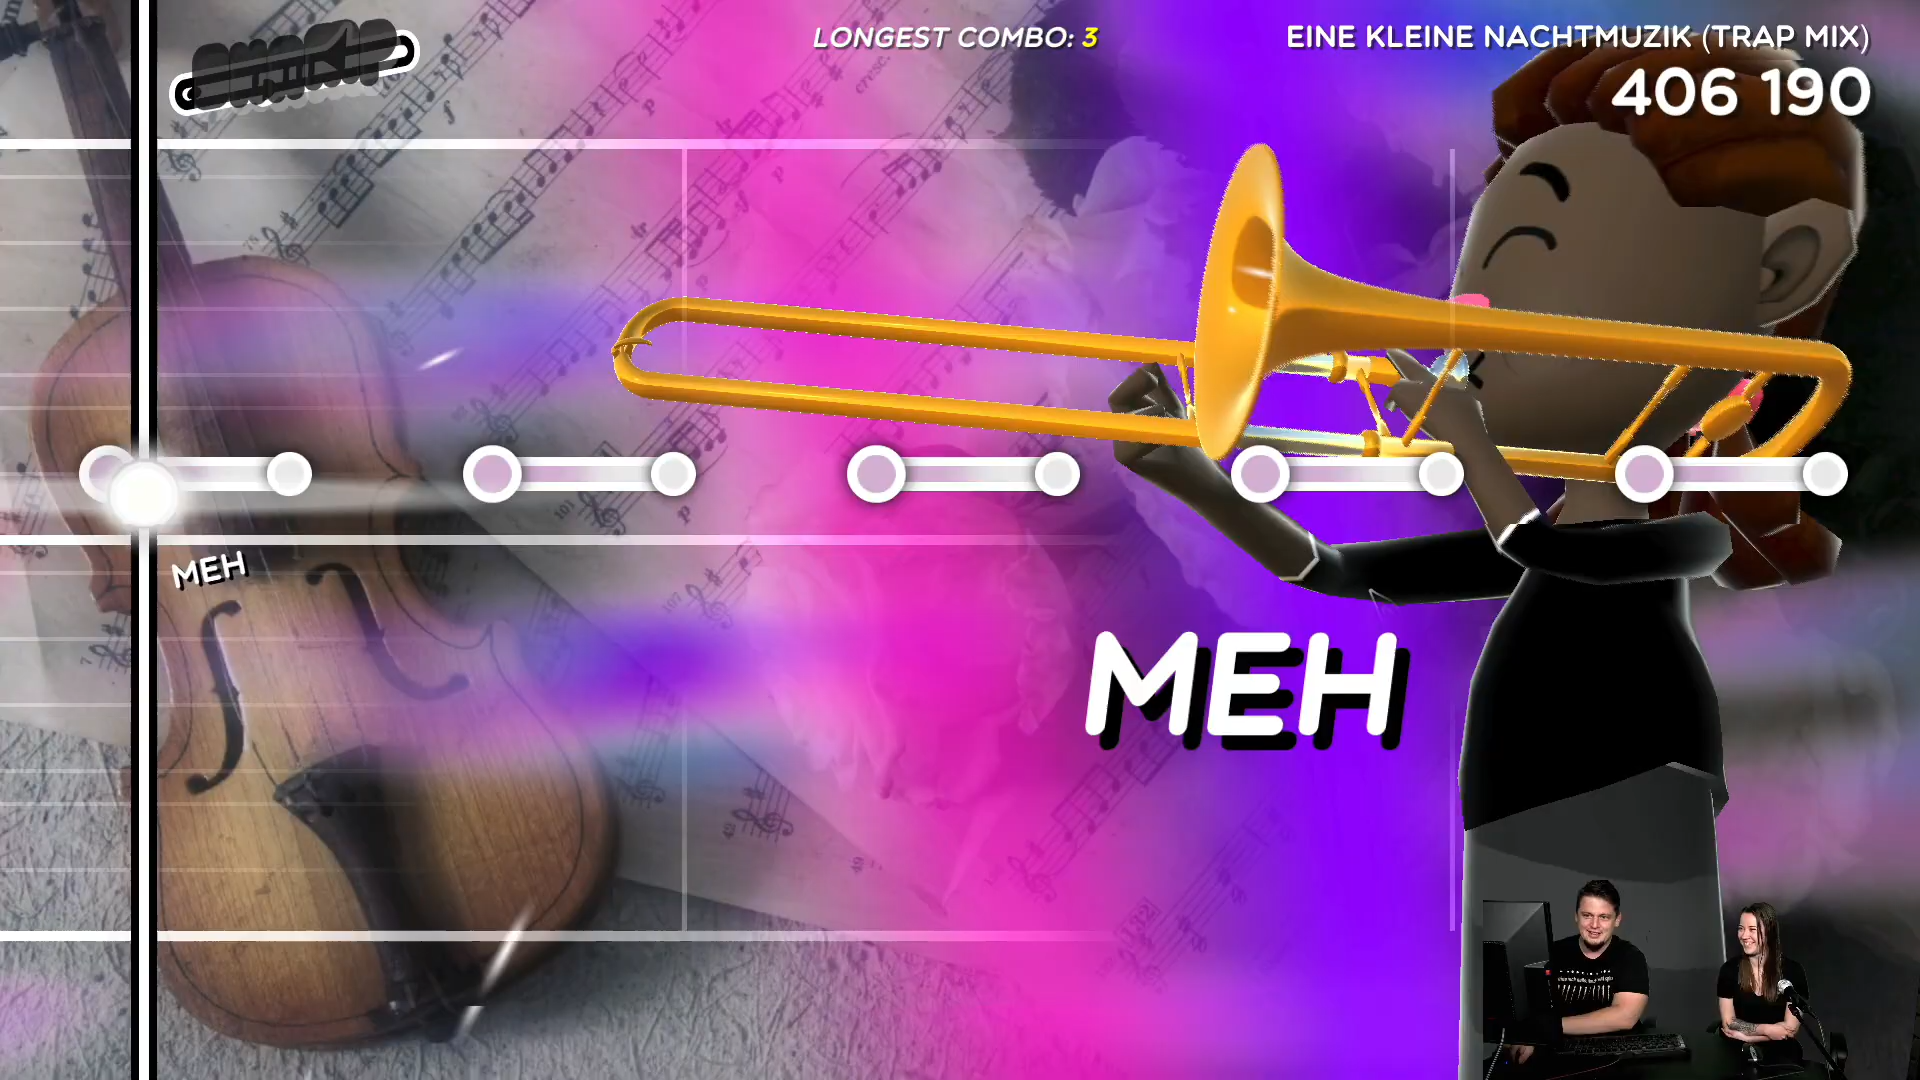 LONGEST COMBO: 3
EINE KLEINE NACHTMUZIK (TRAP MIX)
406 190
MEH
MEH